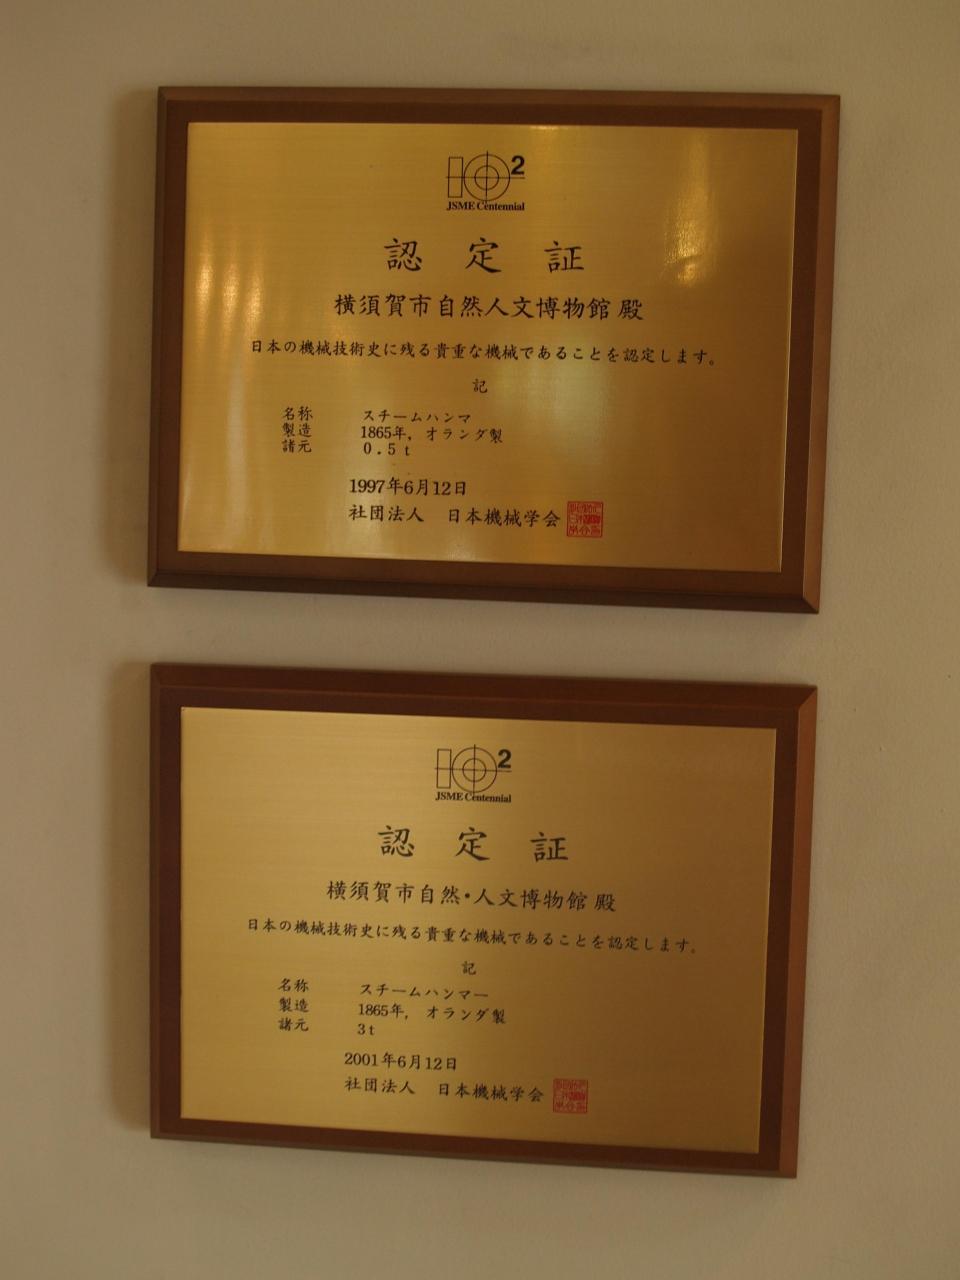 10²
JSME Centennial
認定証
横須賀市自然人文博物館 殿
日本の機械技術史に残る貴重な機械であることを認定します。
記
名称 スチームハンマ
製造 1865年, オランダ製
諸元 0.5t
1997年6月12日
社団法人 日本機械学会
10²
JSME Centennial
認定証
横須賀市自然・人文博物館 殿
日本の機械技術史に残る貴重な機械であることを認定します。
記
名称 スチームハンマー
製造 1865年, オランダ製
諸元 3t
2001年6月12日
社団法人 日本機械学会